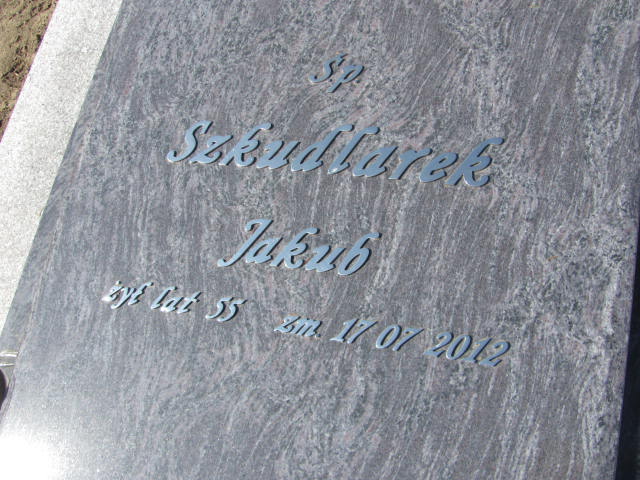 śp.
Szkudlarek
Jakub
żył lat 55 zm. 17 07 2012